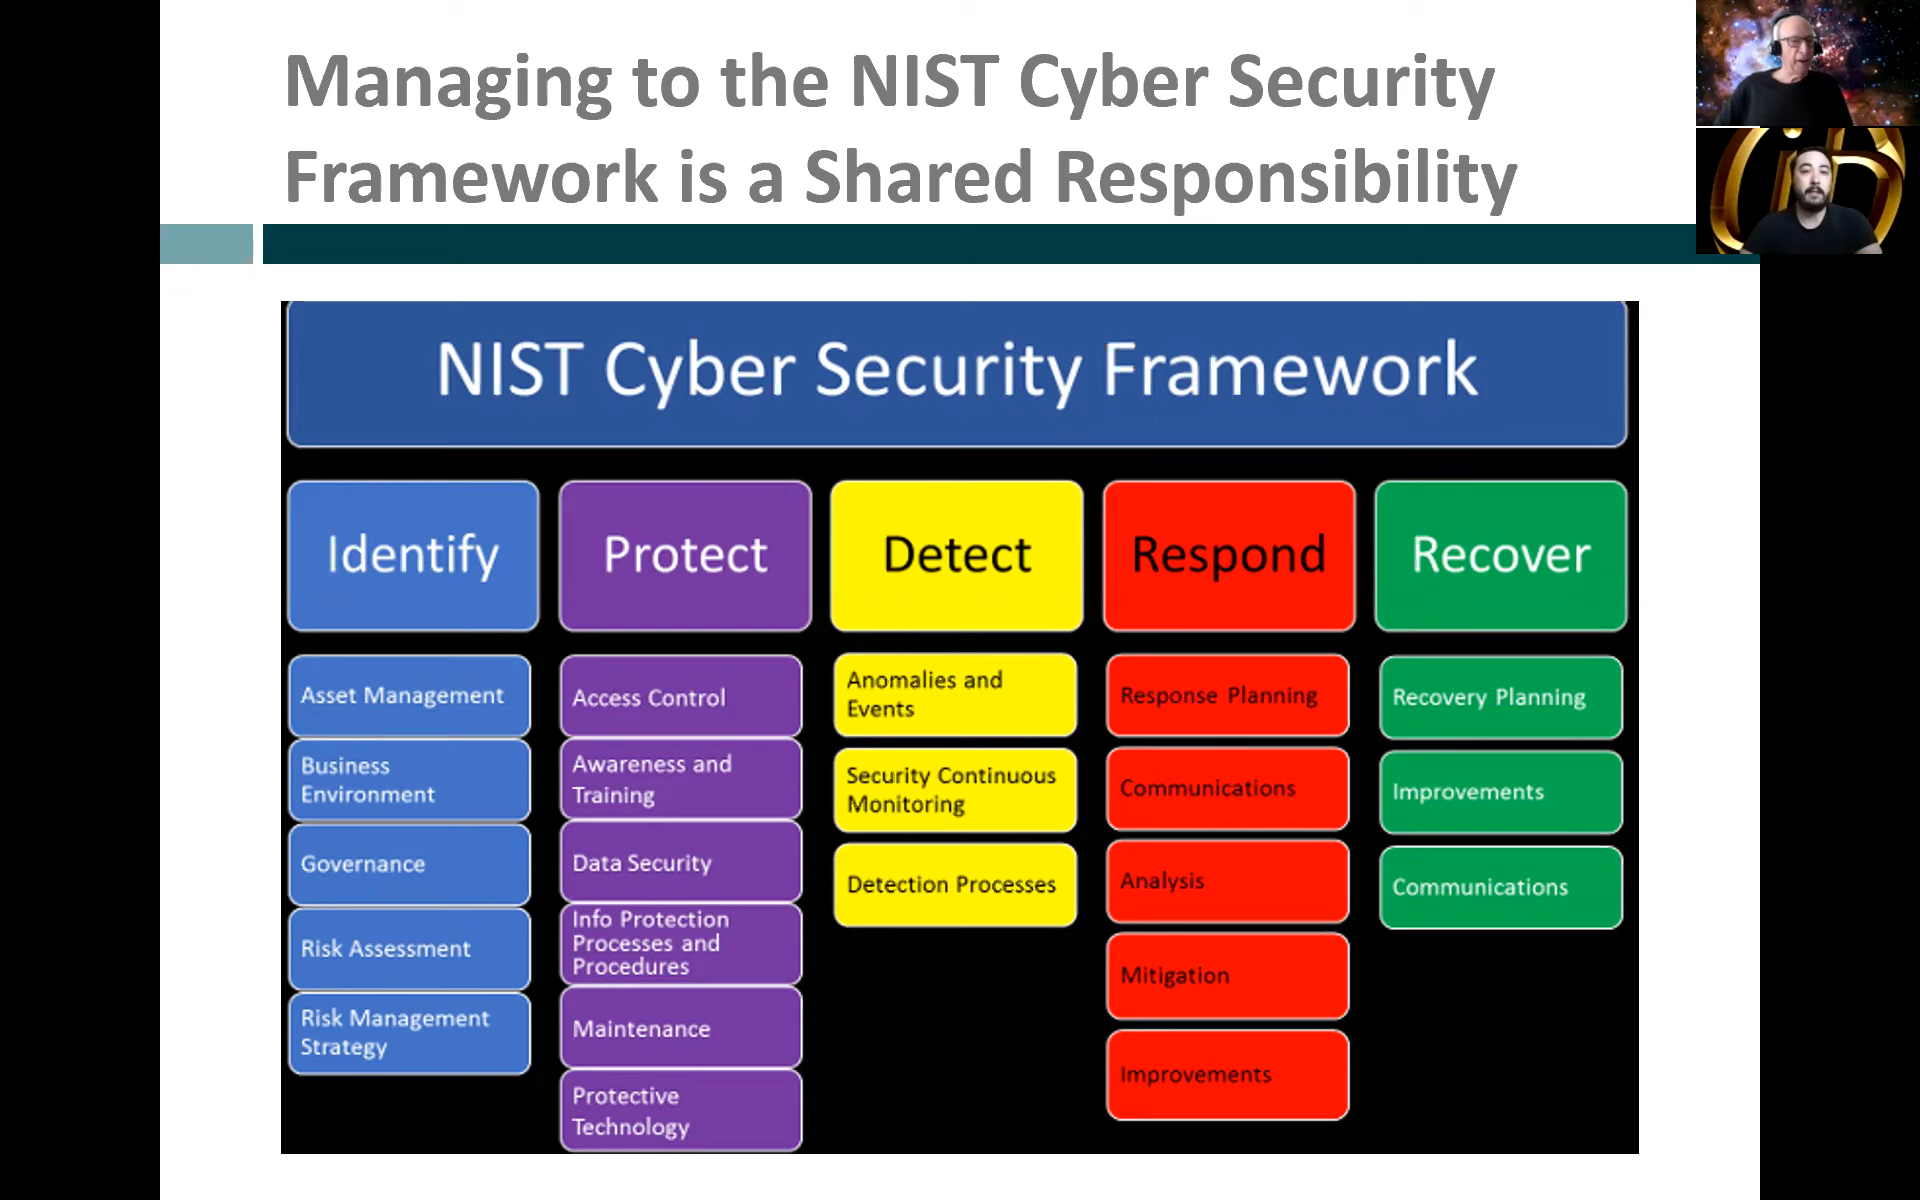 Managing to the NIST Cyber Security
Framework is a Shared Responsibility
NIST Cyber Security Framework
Identify
Protect
Detect
Respond
Recover
Asset Management
Business
Environment
Governance
Risk Assessment
Risk Management
Strategy
Access Control
Awareness and
Training
Data Security
Info Protection
Processes and
Procedures
Maintenance
Protective
Technology
Anomalies and
Events
Security Continuous
Monitoring
Detection Processes
Response Planning
Communications
Analysis
Mitigation
Improvements
Recovery Planning
Improvements
Communications